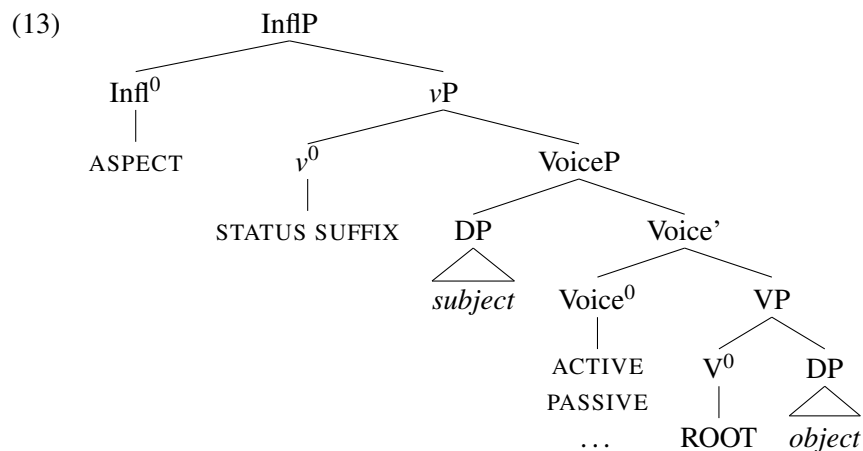 (13) InflP
Infl⁰ vP
ASPECT v⁰ VoiceP
STATUS SUFFIX DP Voice’
subject Voice⁰ VP
ACTIVE V⁰ DP
PASSIVE
... ROOT object